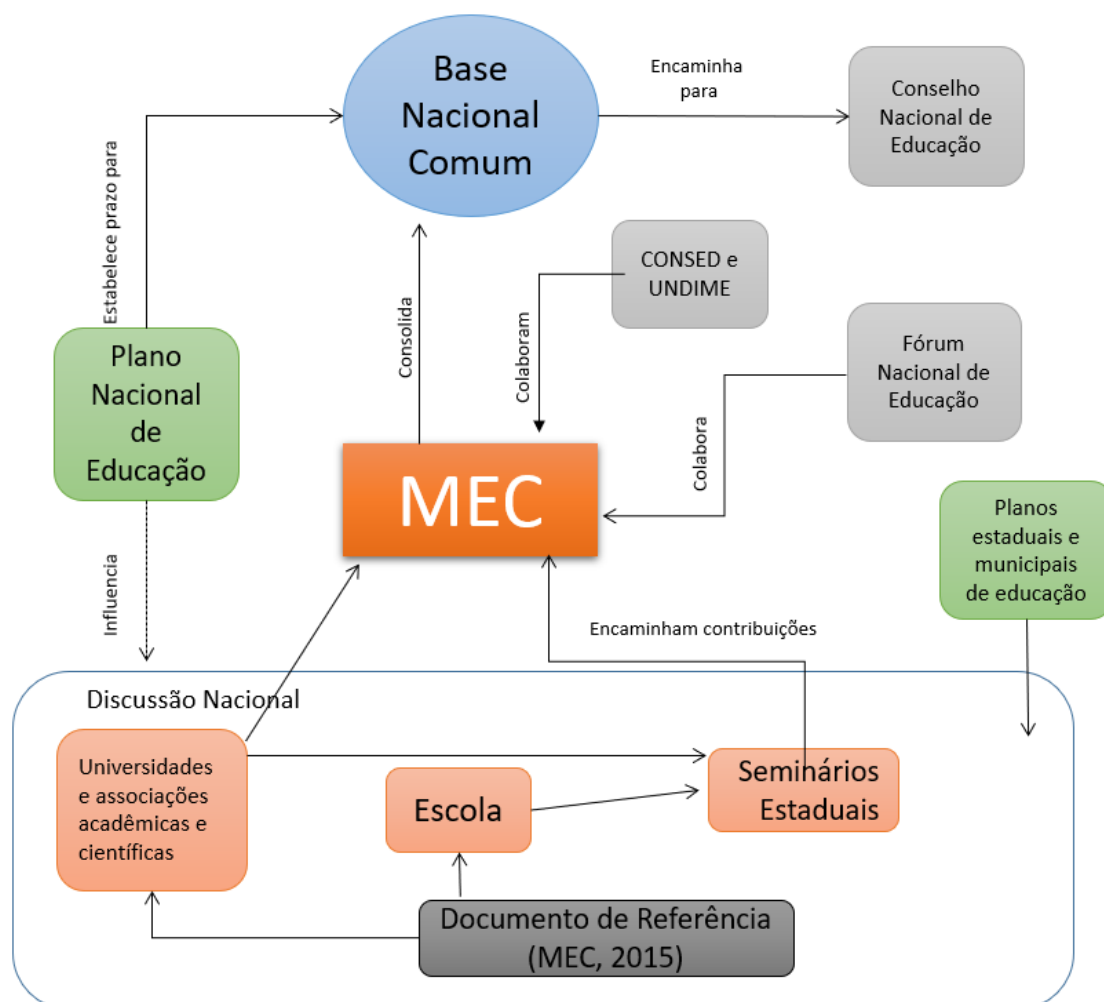 Base
Nacional
Comum
Encaminha
para
Conselho
Nacional de
Educação
Estabelece prazo para
CONSED e
UNDIME
Consolida
Colaboram
Plano
Nacional
de
Educação
Fórum
Nacional de
Educação
Colabora
MEC
Planos
estaduais e
municipais
de educação
Influencia
Encaminham contribuições
Discussão Nacional
Universidades
e associações
acadêmicas e
científicas
Escola
Seminários
Estaduais
Documento de Referência
(MEC, 2015)